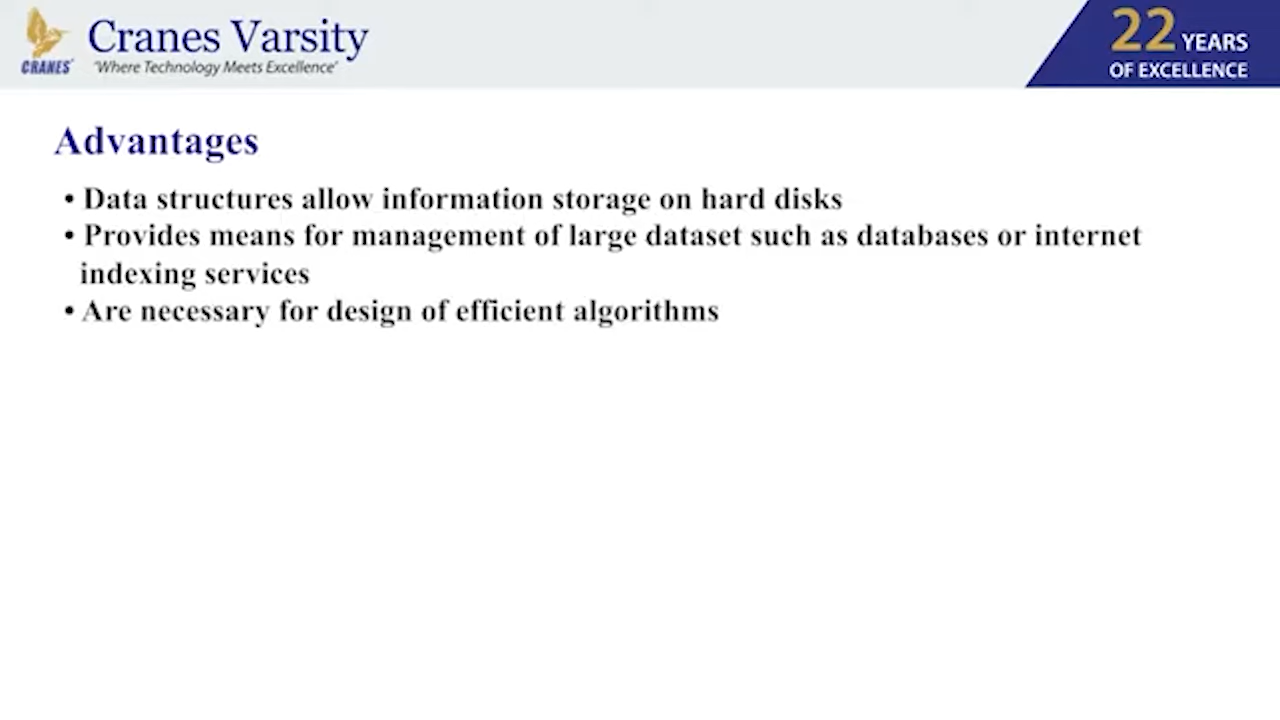 CRANES
Cranes Varsity
"Where Technology Meets Excellence"
22 YEARS
OF EXCELLENCE
Advantages
• Data structures allow information storage on hard disks
• Provides means for management of large dataset such as databases or internet
indexing services
• Are necessary for design of efficient algorithms